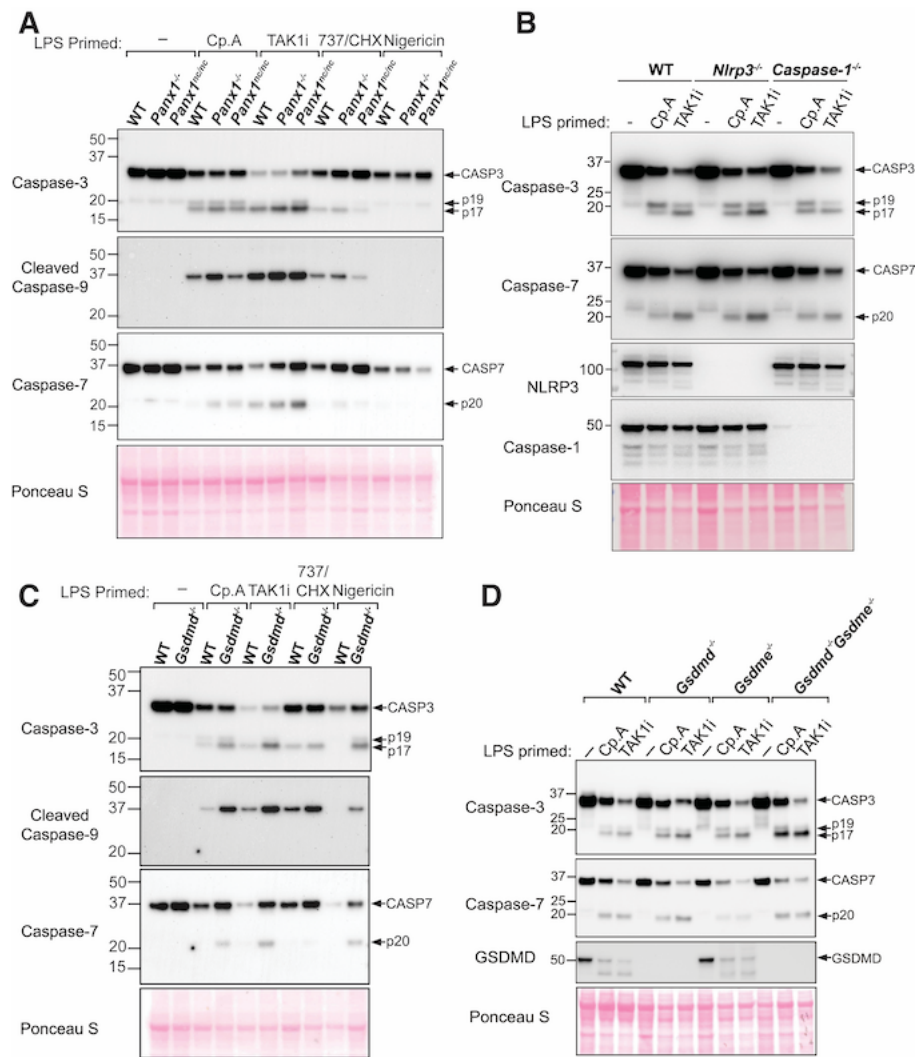 A
LPS Primed: – Cp.A TAK1i 737/CHX Nigericin
WT Panx1-/- Panx1nc/nc WT Panx1-/- Panx1nc/nc WT Panx1-/- Panx1nc/nc WT Panx1-/- Panx1nc/nc WT Panx1-/- Panx1nc/nc
50
37
Caspase-3
CASP3
20
p19
p17
15
50
37
Cleaved
Caspase-9
20
50
37
Caspase-7
CASP7
20
p20
15
Ponceau S
B
WT Nlrp3-/- Caspase-1-/-
LPS primed: - Cp.A TAK1i - Cp.A TAK1i - Cp.A TAK1i
37
Caspase-3
CASP3
25
20
p19
p17
37
Caspase-7
CASP7
25
20
p20
100
NLRP3
50
Caspase-1
Ponceau S
C
737/
LPS Primed: – Cp.A TAK1i CHX Nigericin
WT Gsdmd-/- WT Gsdmd-/- WT Gsdmd-/- WT Gsdmd-/- WT Gsdmd-/-
50
37
Caspase-3
CASP3
20
p19
p17
15
50
37
Cleaved
Caspase-9
20
50
37
Caspase-7
CASP7
20
p20
15
Ponceau S
D
WT Gsdmd-/- Gsdme-/- Gsdmd-/-Gsdme-/-
LPS primed: – Cp.A TAK1i – Cp.A TAK1i – Cp.A TAK1i – Cp.A TAK1i
37
Caspase-3
CASP3
25
20
p19
p17
37
Caspase-7
CASP7
25
20
p20
GSDMD
50
GSDMD
Ponceau S